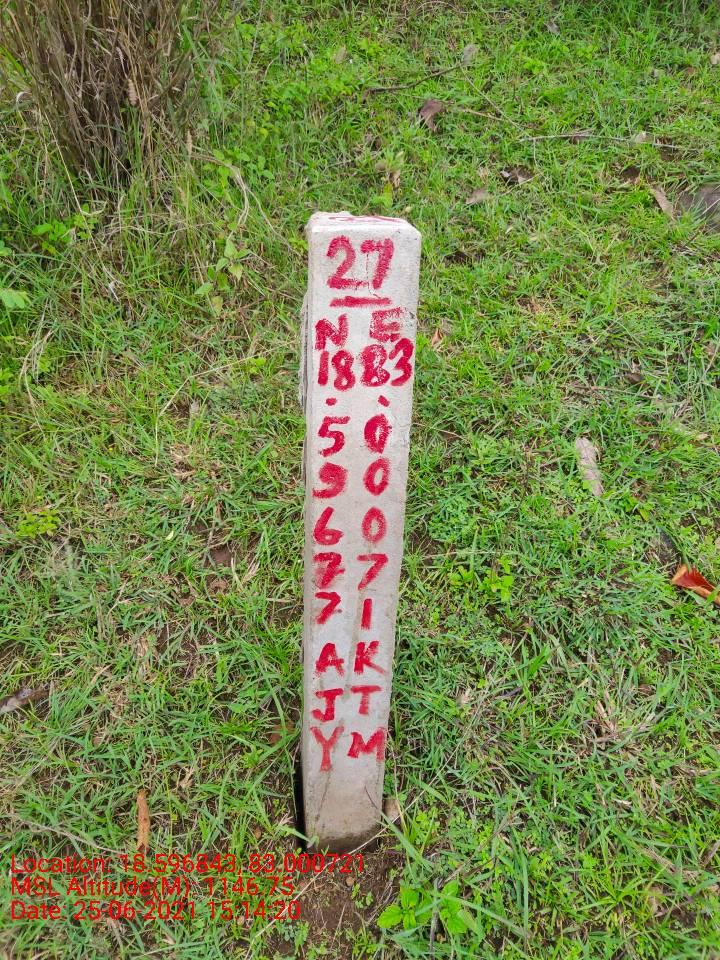 27
N E
18 83
. .
5 0
9 0
6 0
7 7
7 1
A K
J T
Y M
Location: 18.596843, 83.000721
MSL Altitude(M): 1146.75
Date: 25-06-2021 15:14:20